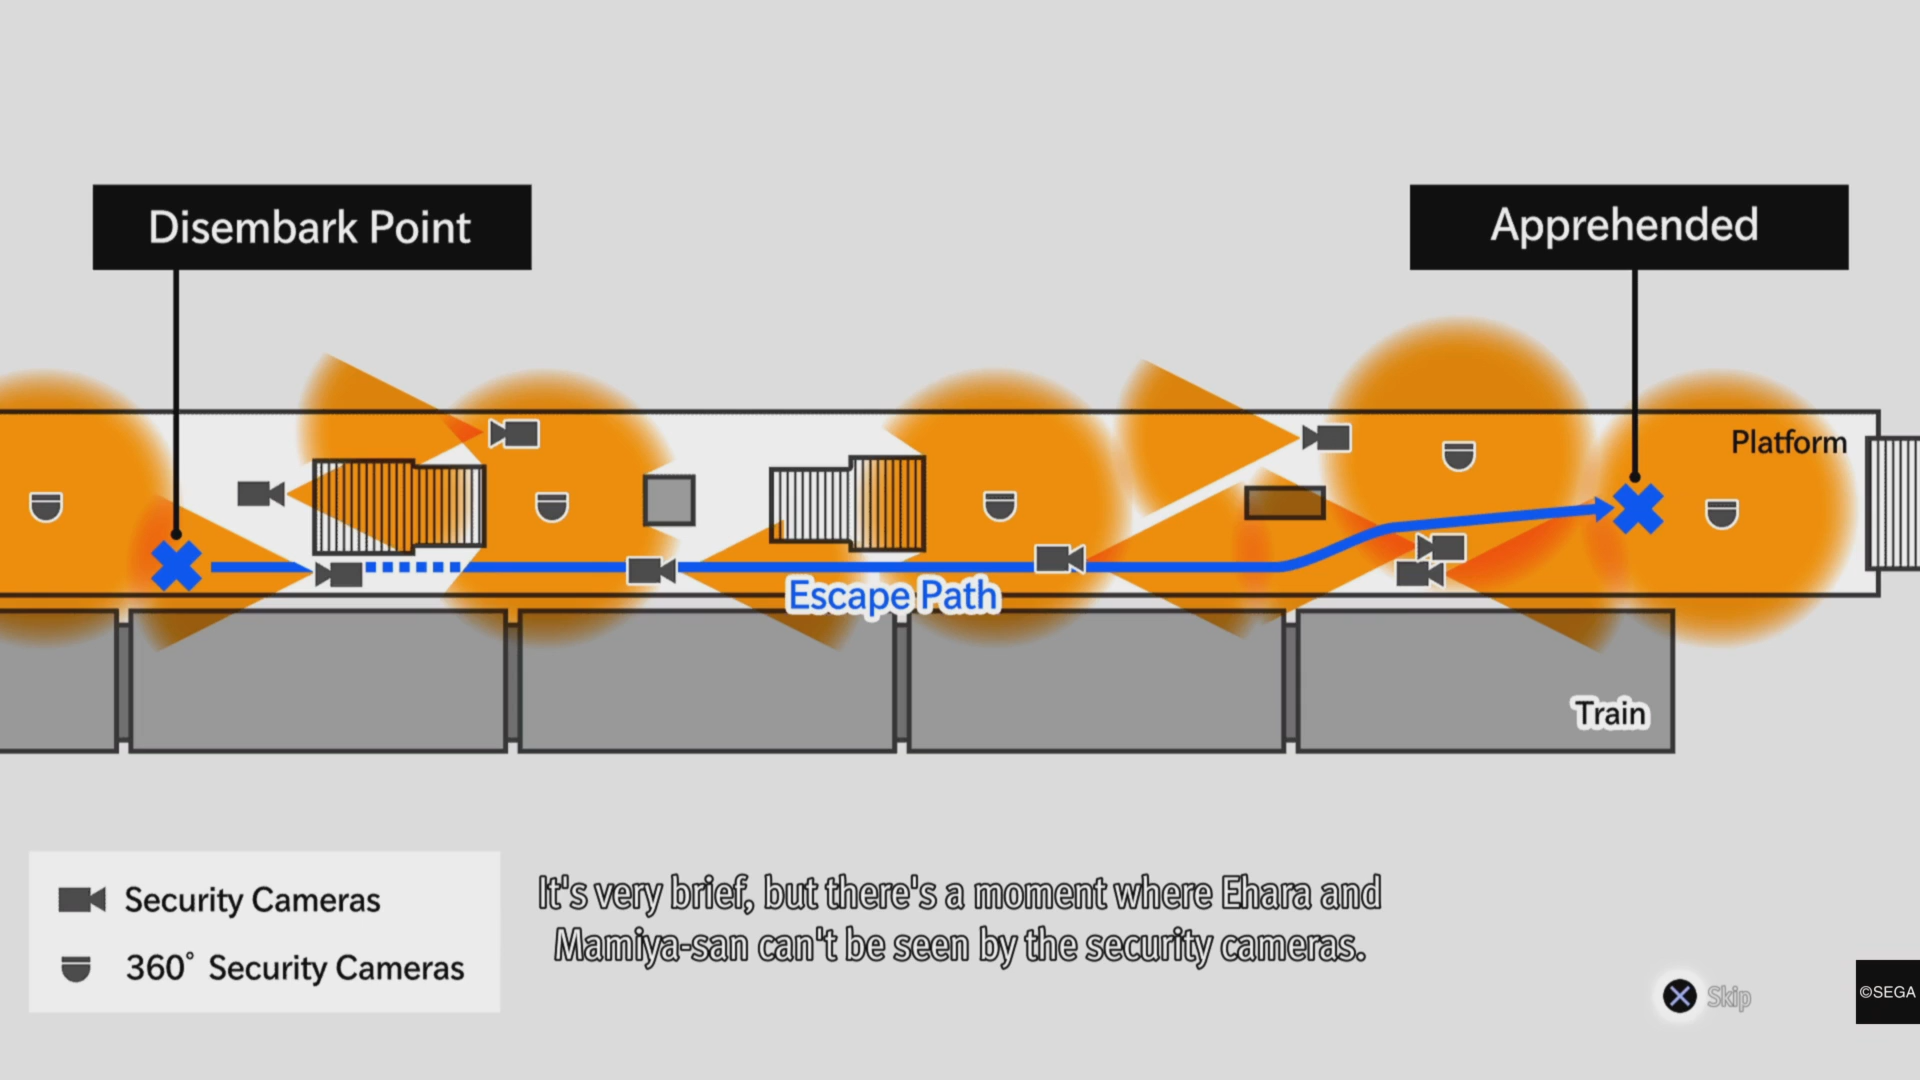 Disembark Point
Apprehended
Platform
Escape Path
Train
Security Cameras
360° Security Cameras
It's very brief, but there's a moment where Ehara and
Mamiya-san can't be seen by the security cameras.
Skip
©SEGA